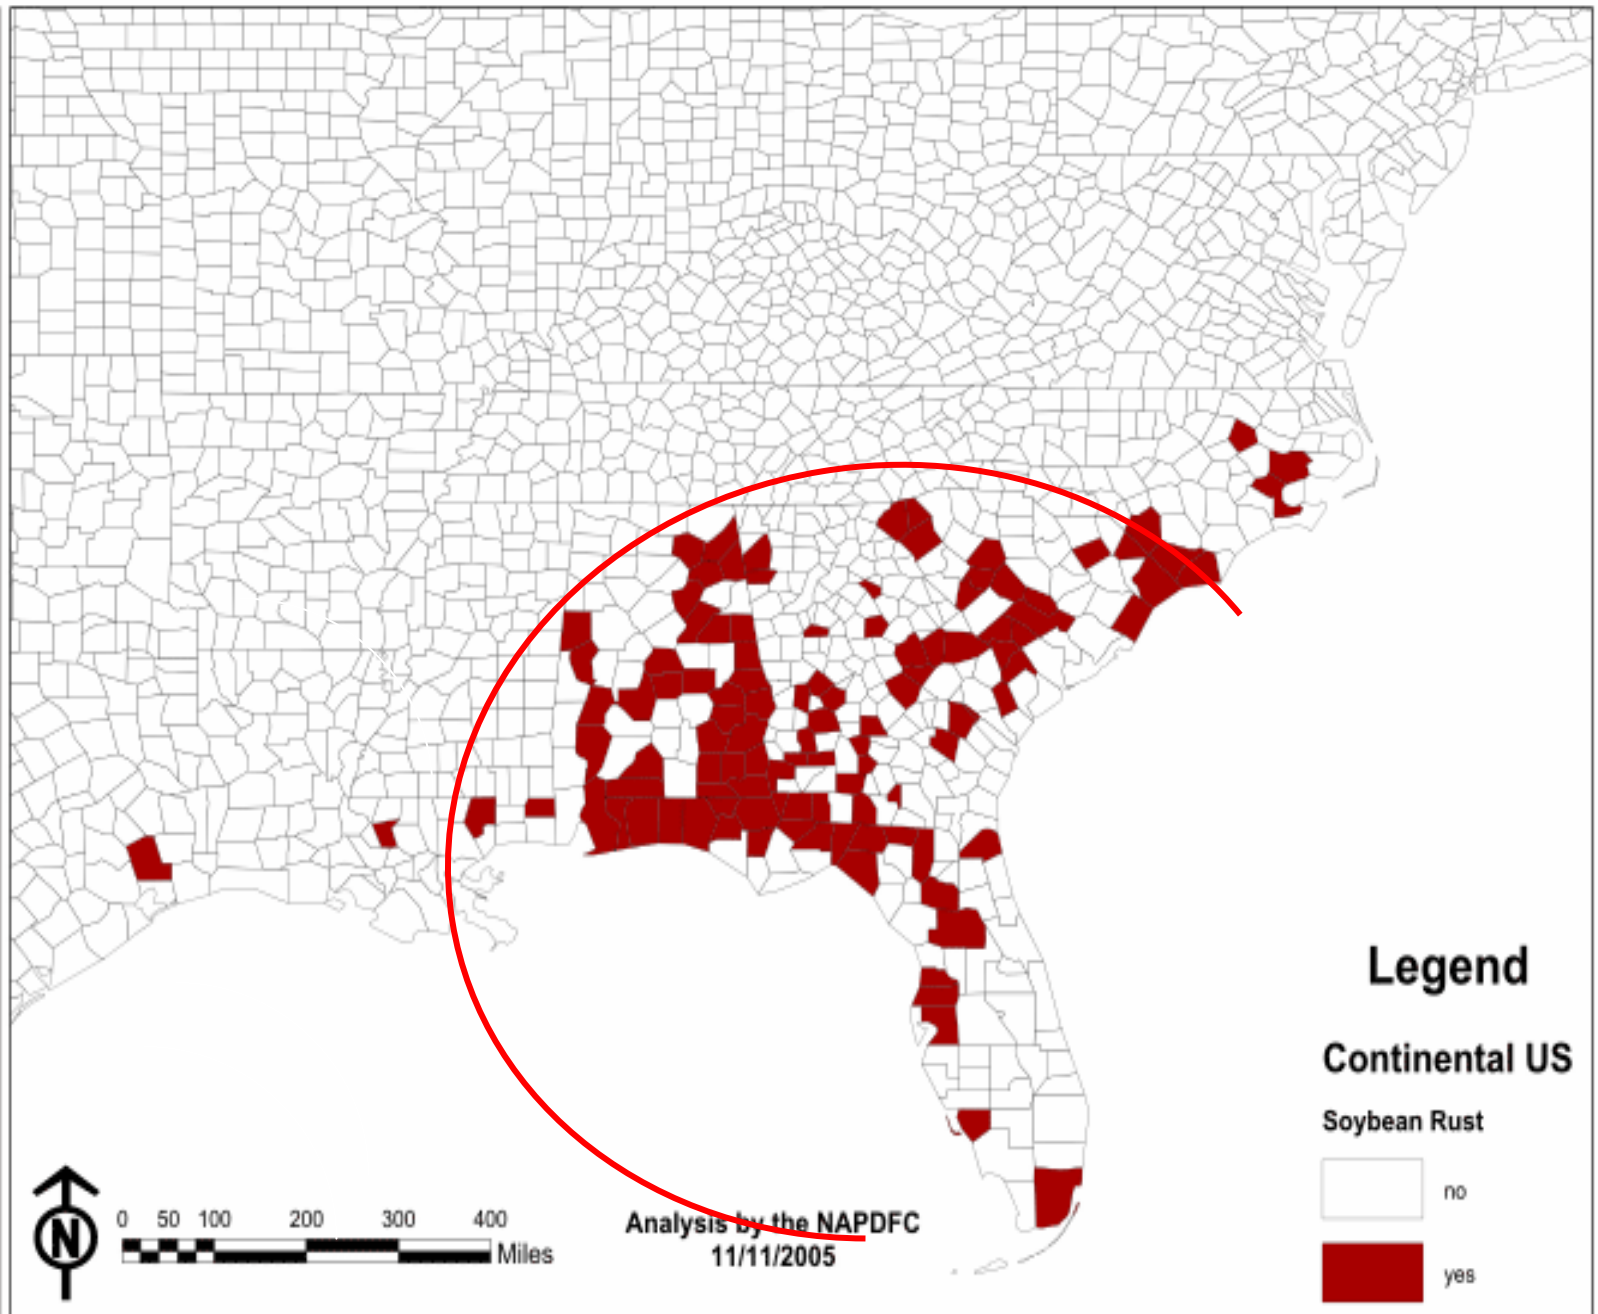 Legend
Continental US
Soybean Rust
no
yes
N
0 50 100 200 300 400
Miles
Analysis by the NAPDFC
11/11/2005